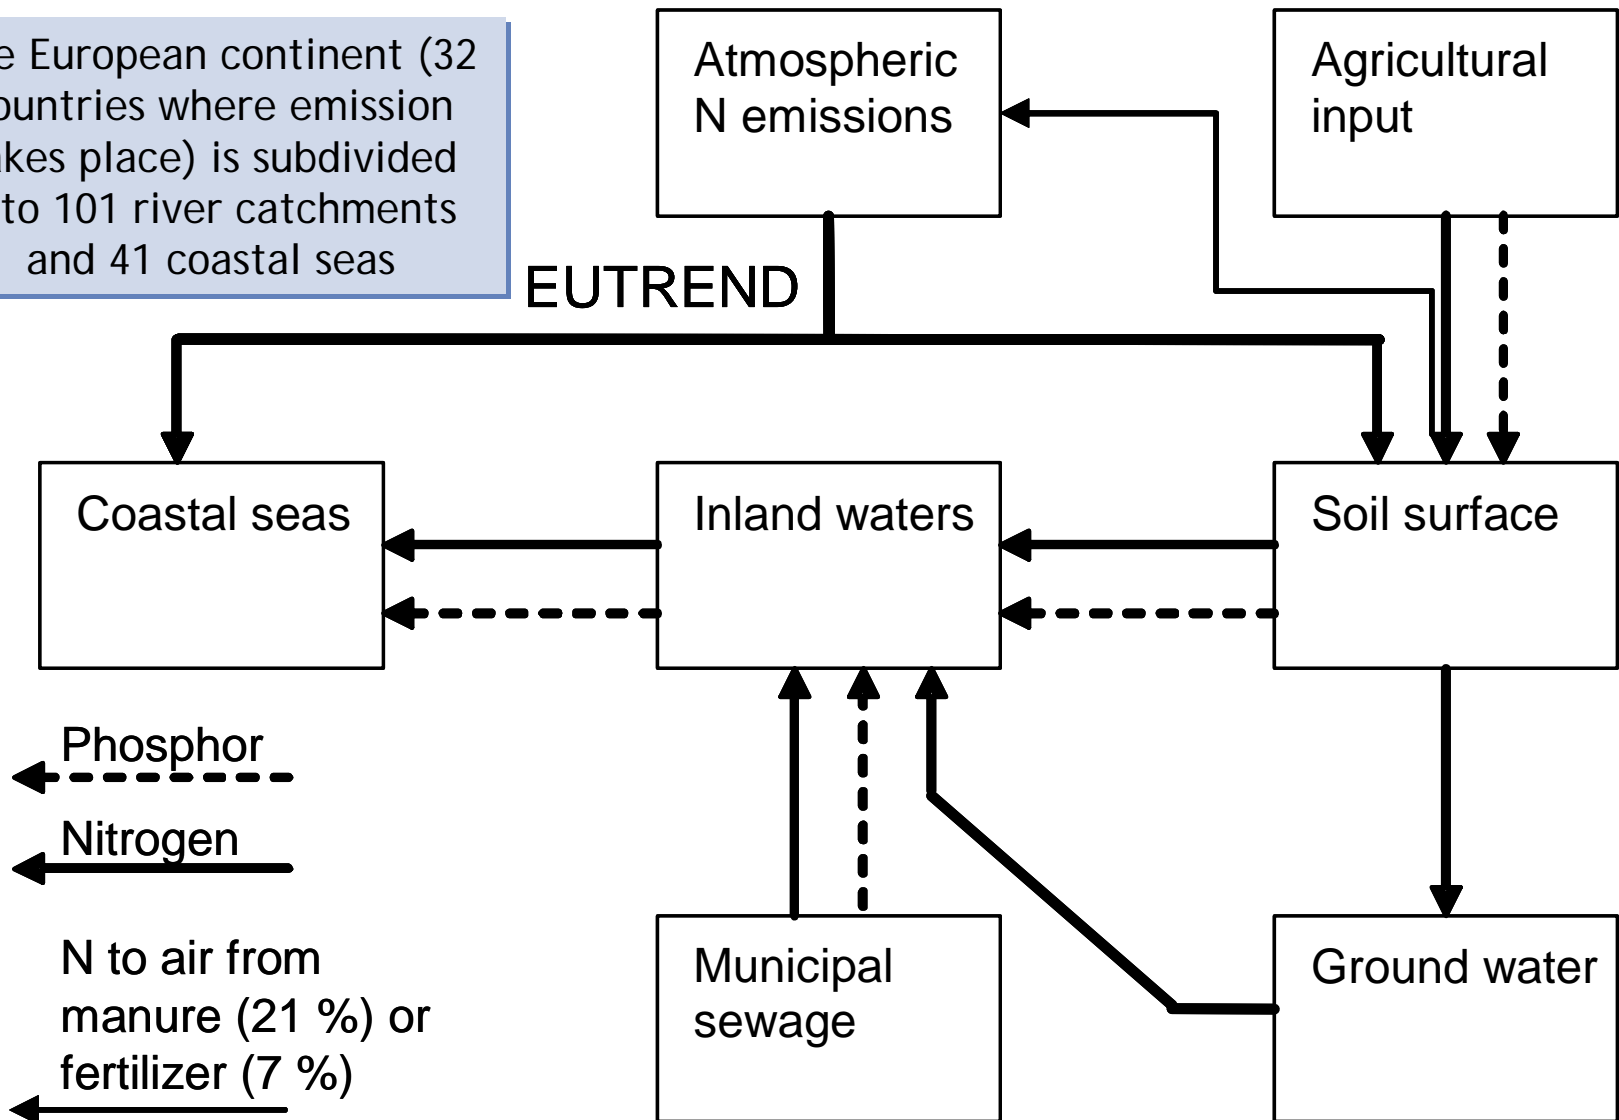 e European continent (32
ountries where emission
akes place) is subdivided
to 101 river catchments
and 41 coastal seas
Atmospheric
N emissions
Agricultural
input
EUTREND
Coastal seas
Inland waters
Soil surface
Phosphor
Nitrogen
N to air from
manure (21 %) or
fertilizer (7 %)
Municipal
sewage
Ground water